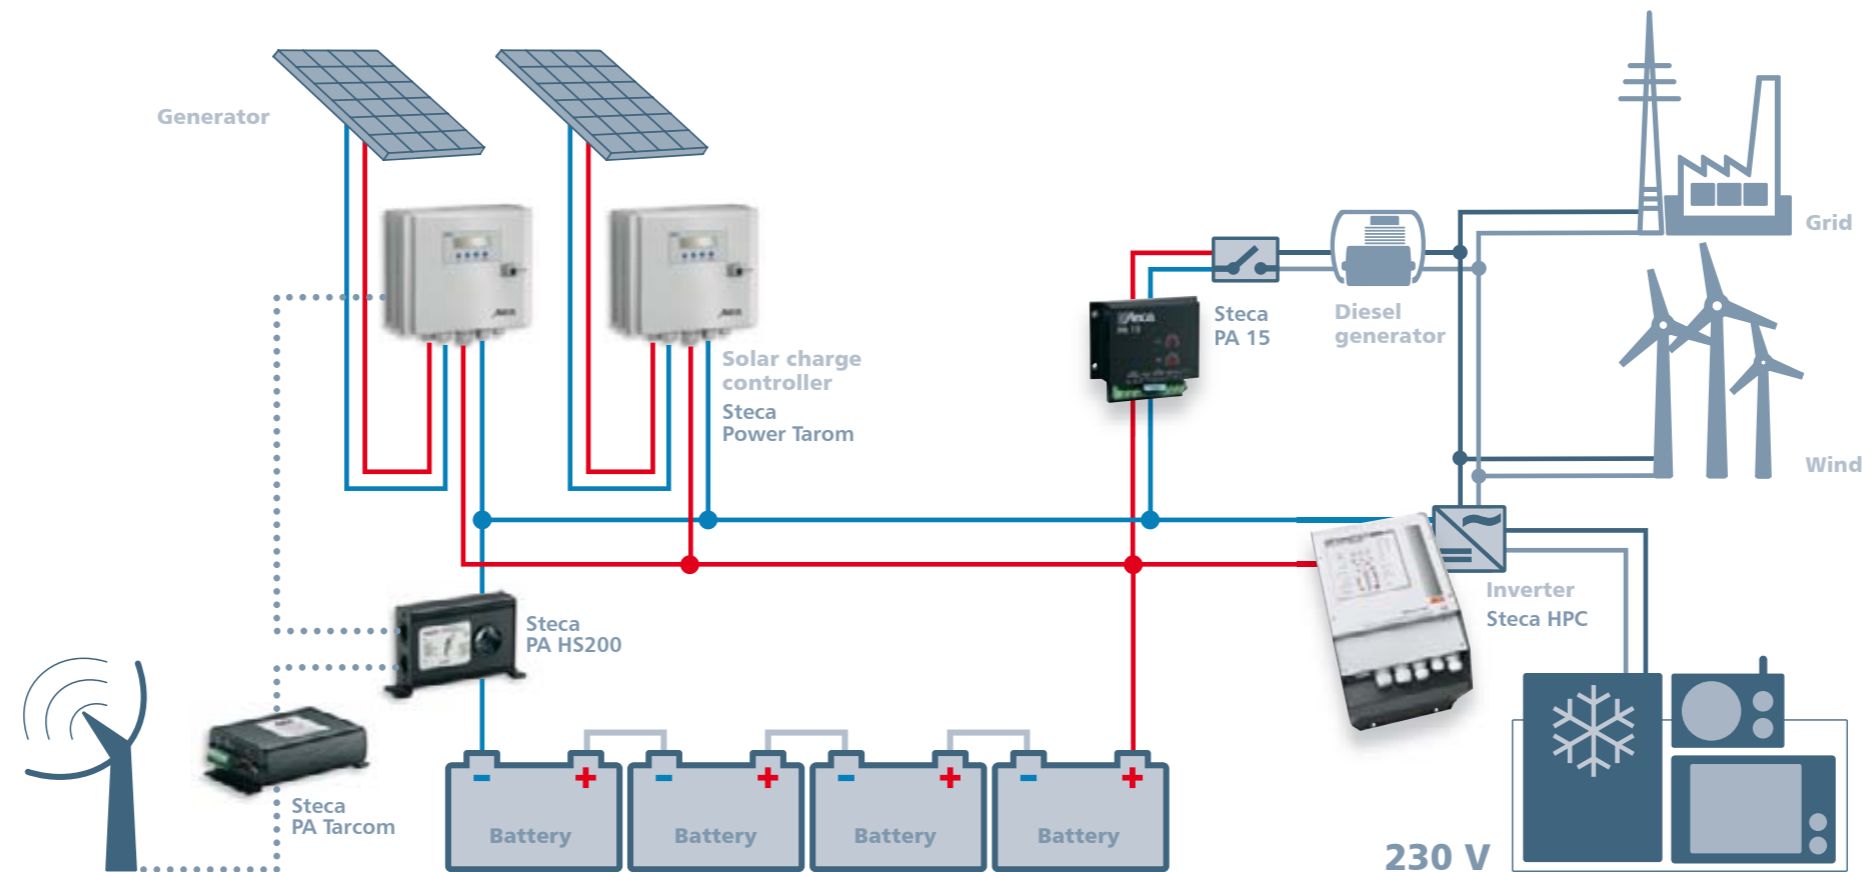 Generator
Solar charge
controller
Steca
Power Tarom
Steca
PA 15
Diesel
generator
Grid
Wind
Inverter
Steca HPC
Steca
PA HS200
Steca
PA Tarcom
-
+
-
+
-
+
-
+
Battery
Battery
Battery
Battery
230 V